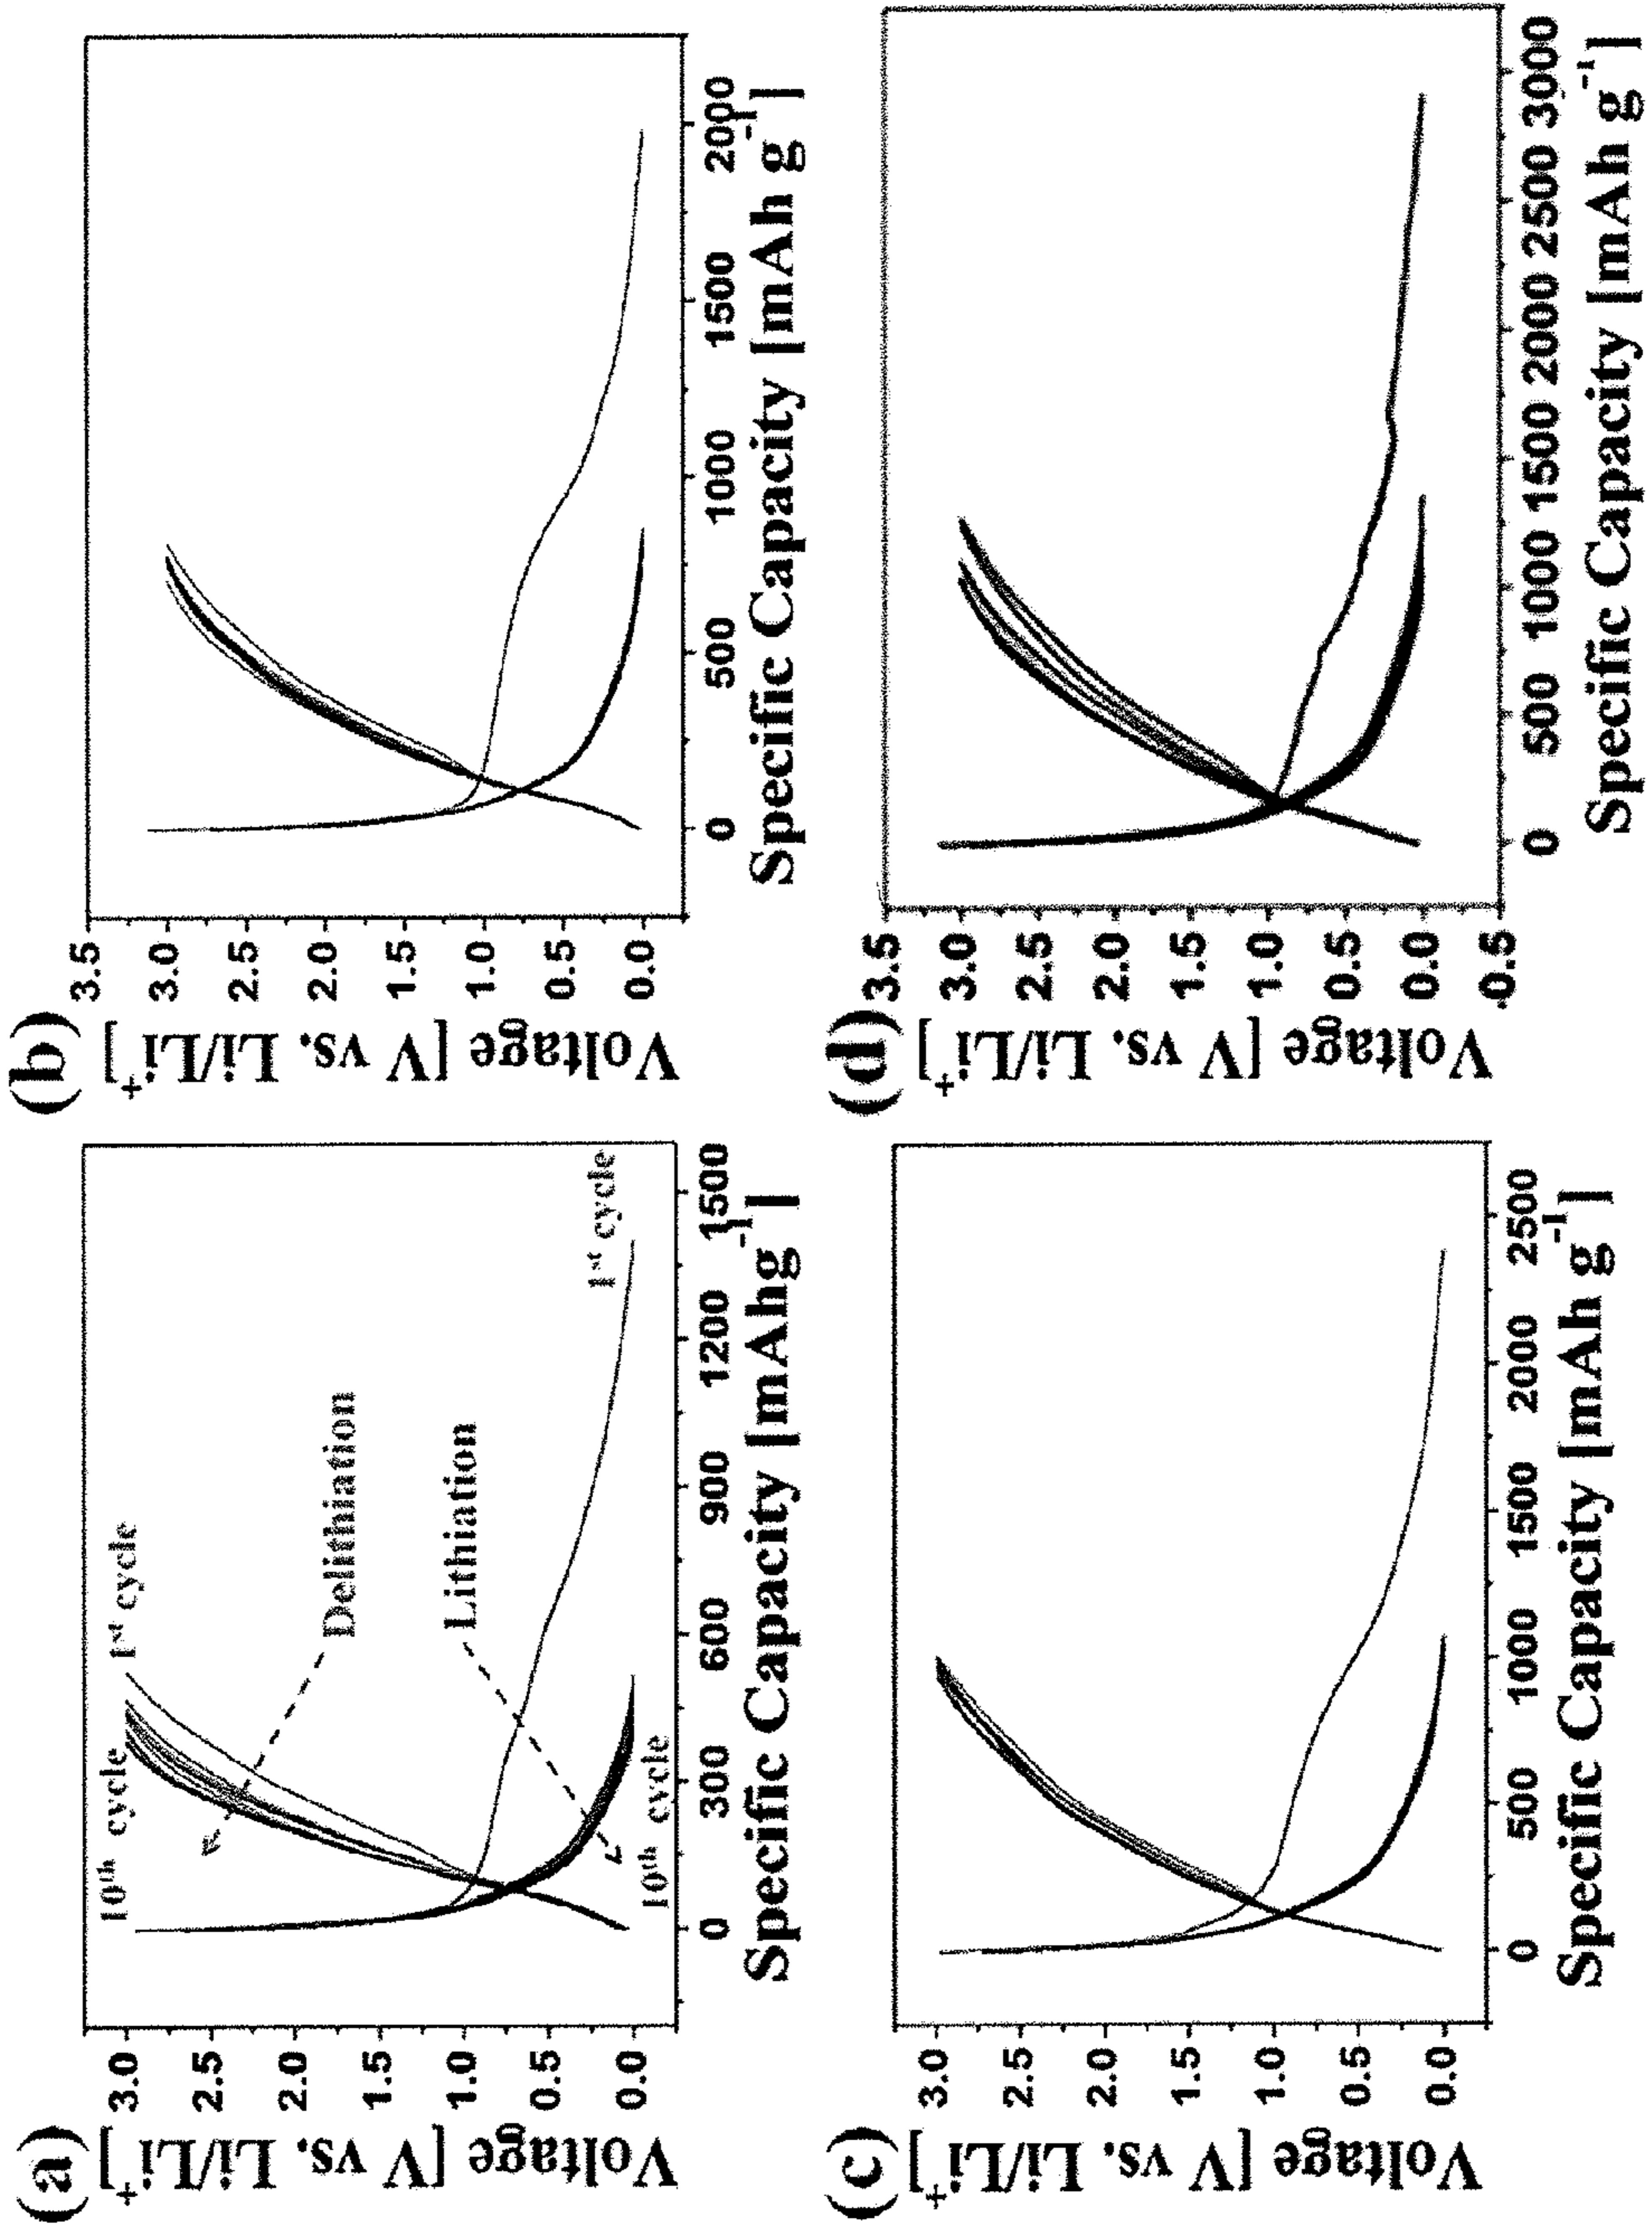 (a)
Voltage [V vs. Li/Li+]
3.0
2.5
2.0
1.5
1.0
0.5
0.0
10th cycle
1st cycle
Delithiation
Lithiation
10th cycle
1st cycle
0 300 600 900 1200 1500
Specific Capacity [mAhg-1]
(b)
Voltage [V vs. Li/Li+]
3.5
3.0
2.5
2.0
1.5
1.0
0.5
0.0
0 500 1000 1500 2000
Specific Capacity [mAh g-1]
(c)
Voltage [V vs. Li/Li+]
3.0
2.5
2.0
1.5
1.0
0.5
0.0
0 500 1000 1500 2000 2500
Specific Capacity [mAh g-1]
(d)
Voltage [V vs. Li/Li+]
3.5
3.0
2.5
2.0
1.5
1.0
0.5
0.0
-0.5
0 500 1000 1500 2000 2500 3000
Specific Capacity [mAh g-1]